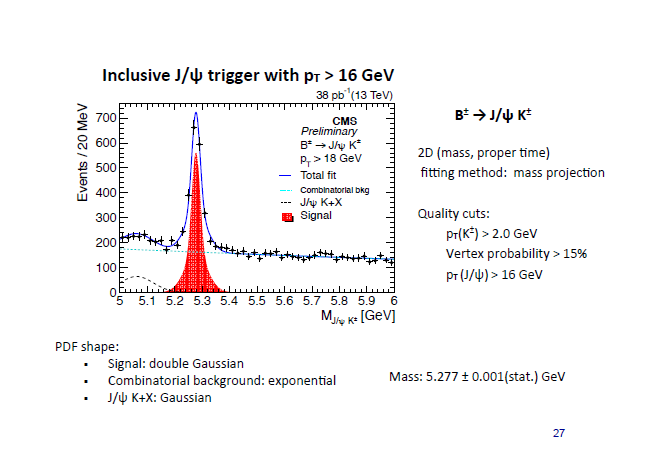 Inclusive J/ψ trigger with pT > 16 GeV
38 pb-1(13 TeV)
Events / 20 MeV
700
600
500
400
300
200
100
0
5 5.1 5.2 5.3 5.4 5.5 5.6 5.7 5.8 5.9 6
MJ/ψ K± [GeV]
CMS
Preliminary
B± → J/ψ K±
pT > 18 GeV
Total fit
Combinatorial bkg
J/ψ K+X
Signal
B± → J/ψ K±
2D (mass, proper time)
fitting method: mass projection
Quality cuts:
pT(K±) > 2.0 GeV
Vertex probability > 15%
pT (J/ψ) > 16 GeV
PDF shape:
▪ Signal: double Gaussian
▪ Combinatorial background: exponential
▪ J/ψ K+X: Gaussian
Mass: 5.277 ± 0.001(stat.) GeV
27